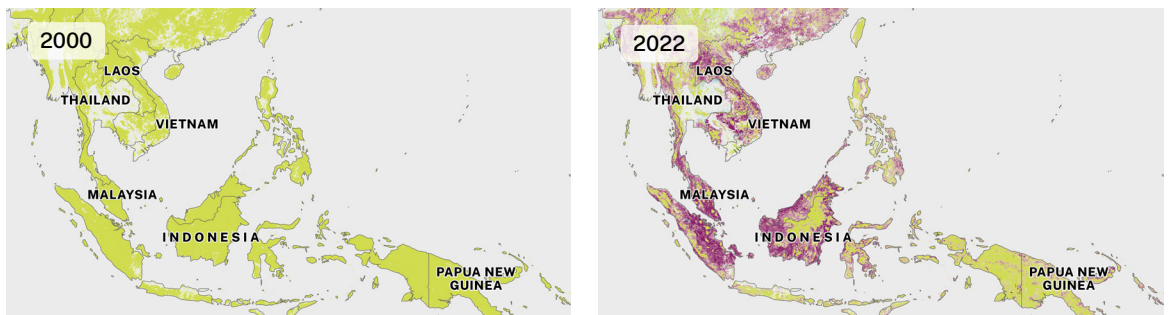 2000
LAOS
THAILAND
VIETNAM
MALAYSIA
INDONESIA
PAPUA NEW
GUINEA
2022
LAOS
THAILAND
VIETNAM
MALAYSIA
INDONESIA
PAPUA NEW
GUINEA